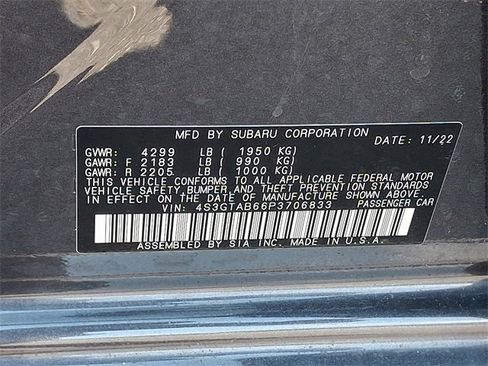 MFD BY SUBARU CORPORATION
DATE: 11/22
GVWR: 4299 LB ( 1950 KG)
GAWR: F 2183 LB ( 990 KG)
GAWR: R 2205 LB ( 1000 KG)
THIS VEHICLE CONFORMS TO ALL APPLICABLE FEDERAL MOTOR
VEHICLE SAFETY, BUMPER AND THEFT PREVENTION STANDARDS
IN EFFECT ON THE DATE OF MANUFACTURE SHOWN ABOVE.
VIN: 4S3GTAB66P3706833 PASSENGER CAR
ASSEMBLED BY SIA INC. MADE IN U.S.A.